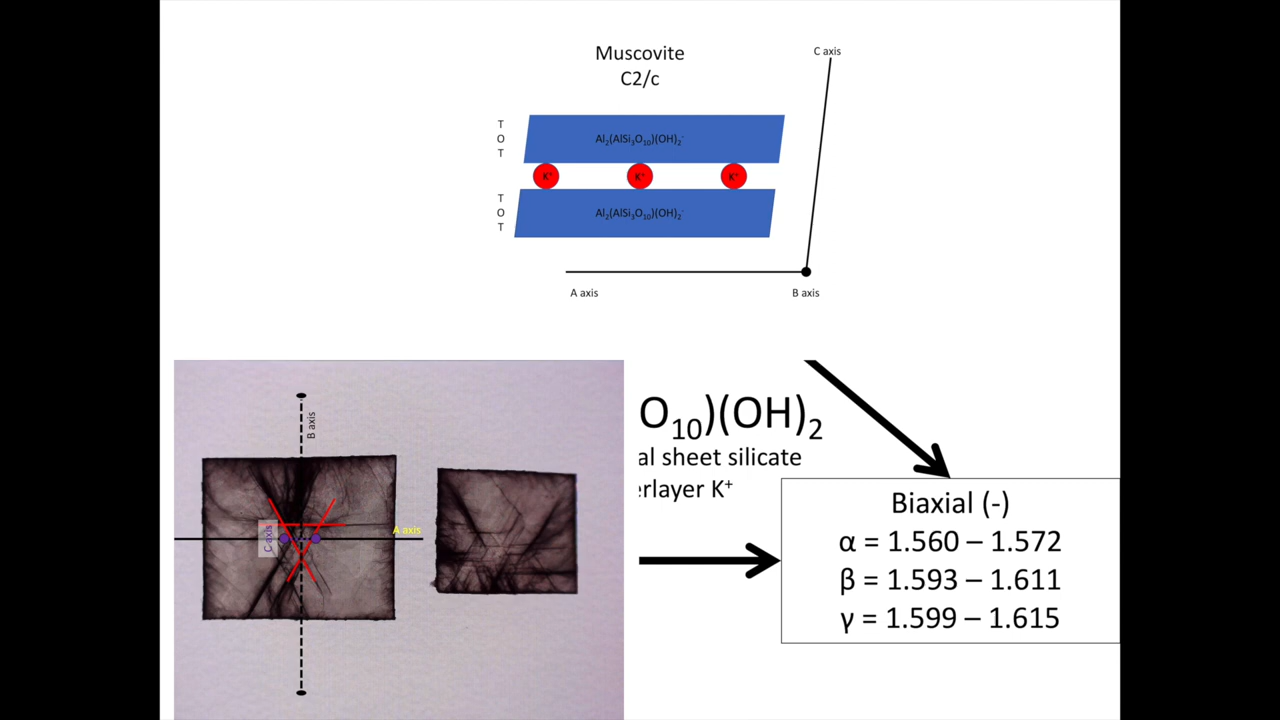 Muscovite
C2/c
C axis
T
O
T
Al₂(AlSi₃O₁₀)(OH)₂⁻
K⁺ K⁺ K⁺
T
O
T
Al₂(AlSi₃O₁₀)(OH)₂⁻
A axis
B axis
B axis
A axis
C axis
O₁₀)(OH)₂
al sheet silicate
erlayer K⁺
Biaxial (-)
α = 1.560 – 1.572
β = 1.593 – 1.611
γ = 1.599 – 1.615